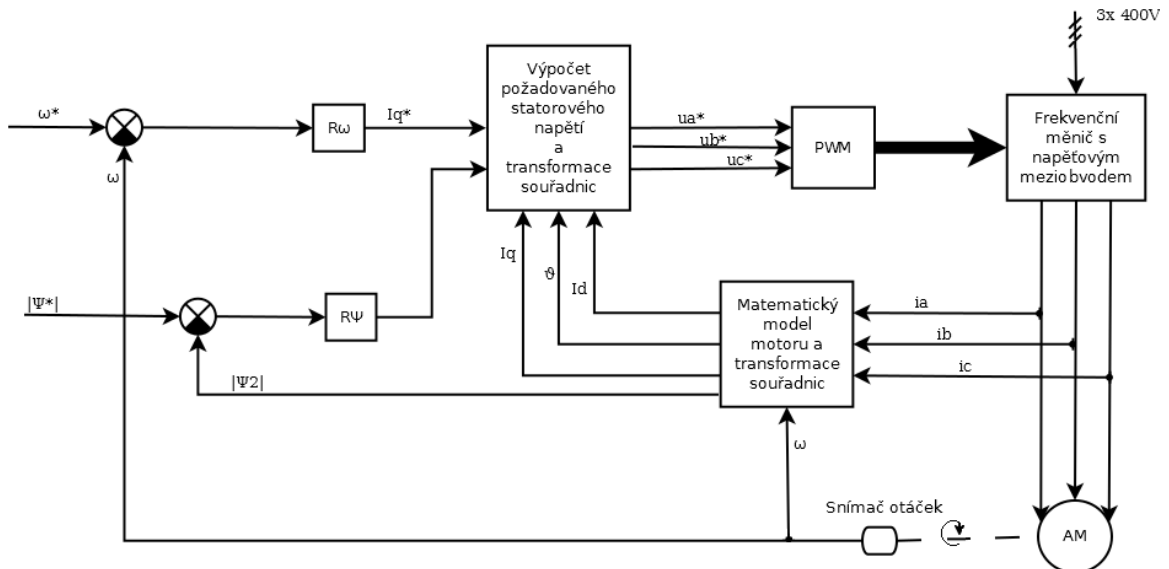 3x 400V
Výpočet
požadovaného
statorového
napětí
a
transformace
souřadnic
ω*
Rω
Iq*
ua*
ub*
uc*
PWM
Frekvenční
měnič s
napěťovým
meziobvodem
ω
Iq
ϑ
Id
|Ψ*|
RΨ
Matematický
model
motoru a
transformace
souřadnic
ia
ib
ic
|Ψ2|
ω
Snímač otáček
AM